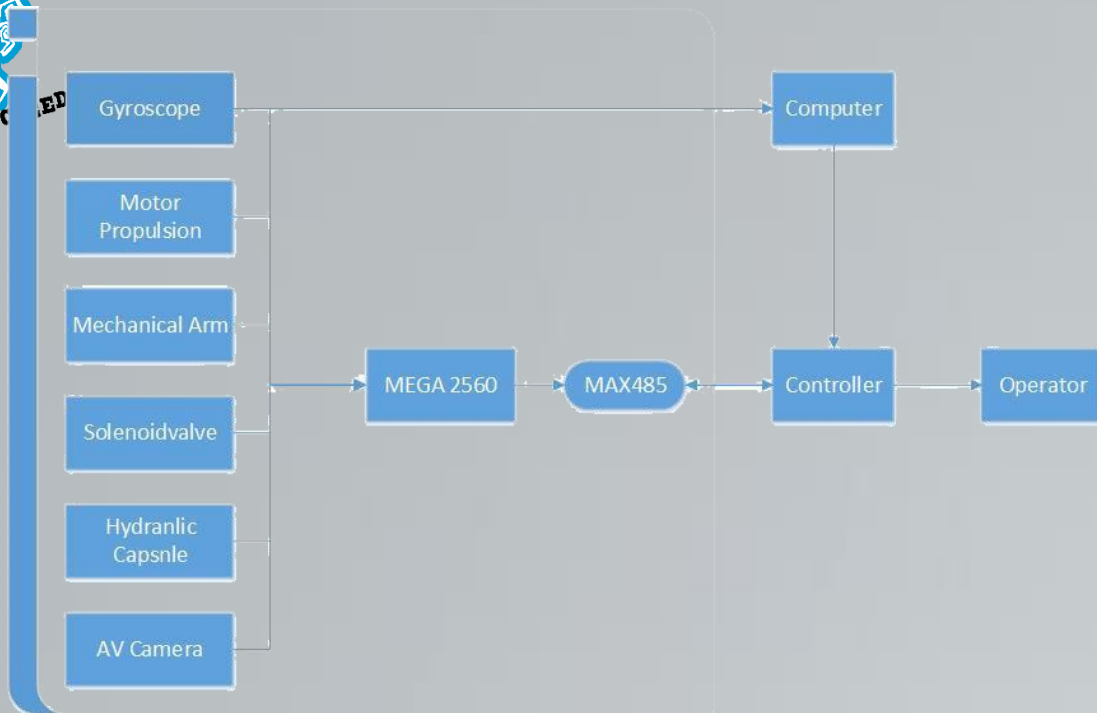 Gyroscope
Computer
Motor
Propulsion
Mechanical Arm
MEGA 2560
MAX485
Controller
Operator
Solenoidvalve
Hydranlic
Capsnle
AV Camera